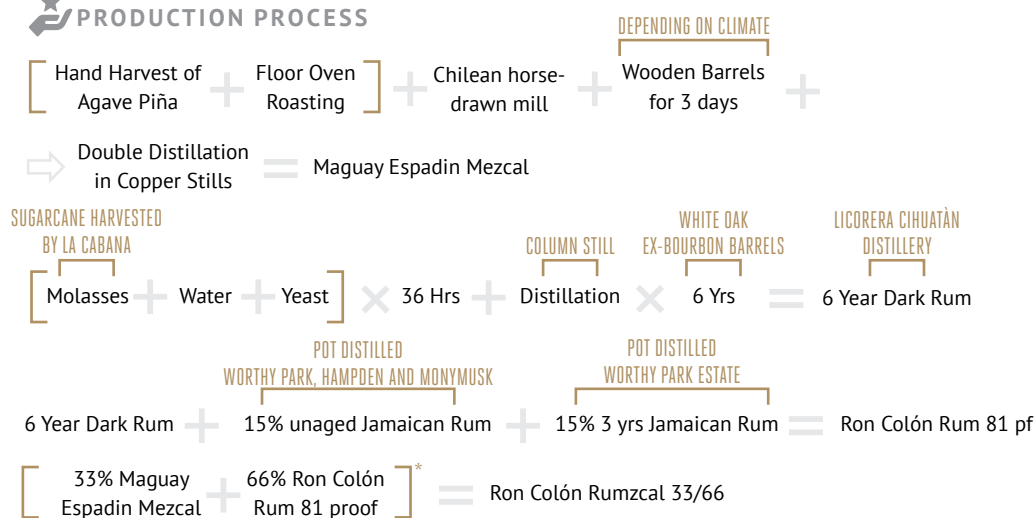 PRODUCTION PROCESS
DEPENDING ON CLIMATE
[ Hand Harvest of Agave Piña + Floor Oven Roasting ] + Chilean horse-drawn mill + Wooden Barrels for 3 days +
⇨ Double Distillation in Copper Stills = Maguay Espadin Mezcal
SUGARCANE HARVESTED BY LA CABANA
COLUMN STILL
WHITE OAK EX-BOURBON BARRELS
LICORERA CIHUATÀN DISTILLERY
[ Molasses + Water + Yeast ] × 36 Hrs + Distillation × 6 Yrs = 6 Year Dark Rum
POT DISTILLED WORTHY PARK, HAMPDEN AND MONYMUSK
POT DISTILLED WORTHY PARK ESTATE
6 Year Dark Rum + 15% unaged Jamaican Rum + 15% 3 yrs Jamaican Rum = Ron Colón Rum 81 pf
[ 33% Maguay Espadin Mezcal + 66% Ron Colón Rum 81 proof ]* = Ron Colón Rumzcal 33/66